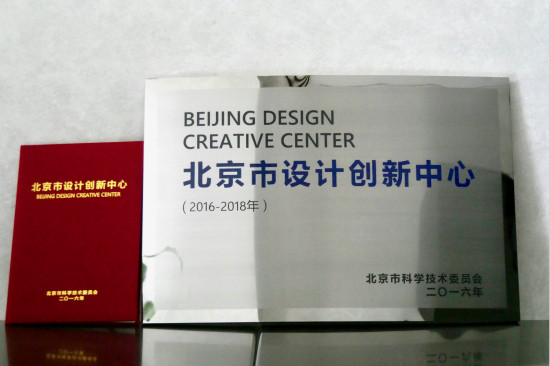 北京市设计创新中心
BEIJING DESIGN CREATIVE CENTER
北京市科学技术委员会
二〇一六年
BEIJING DESIGN
CREATIVE CENTER
北京市设计创新中心
(2016-2018年)
北京市科学技术委员会
二〇一六年